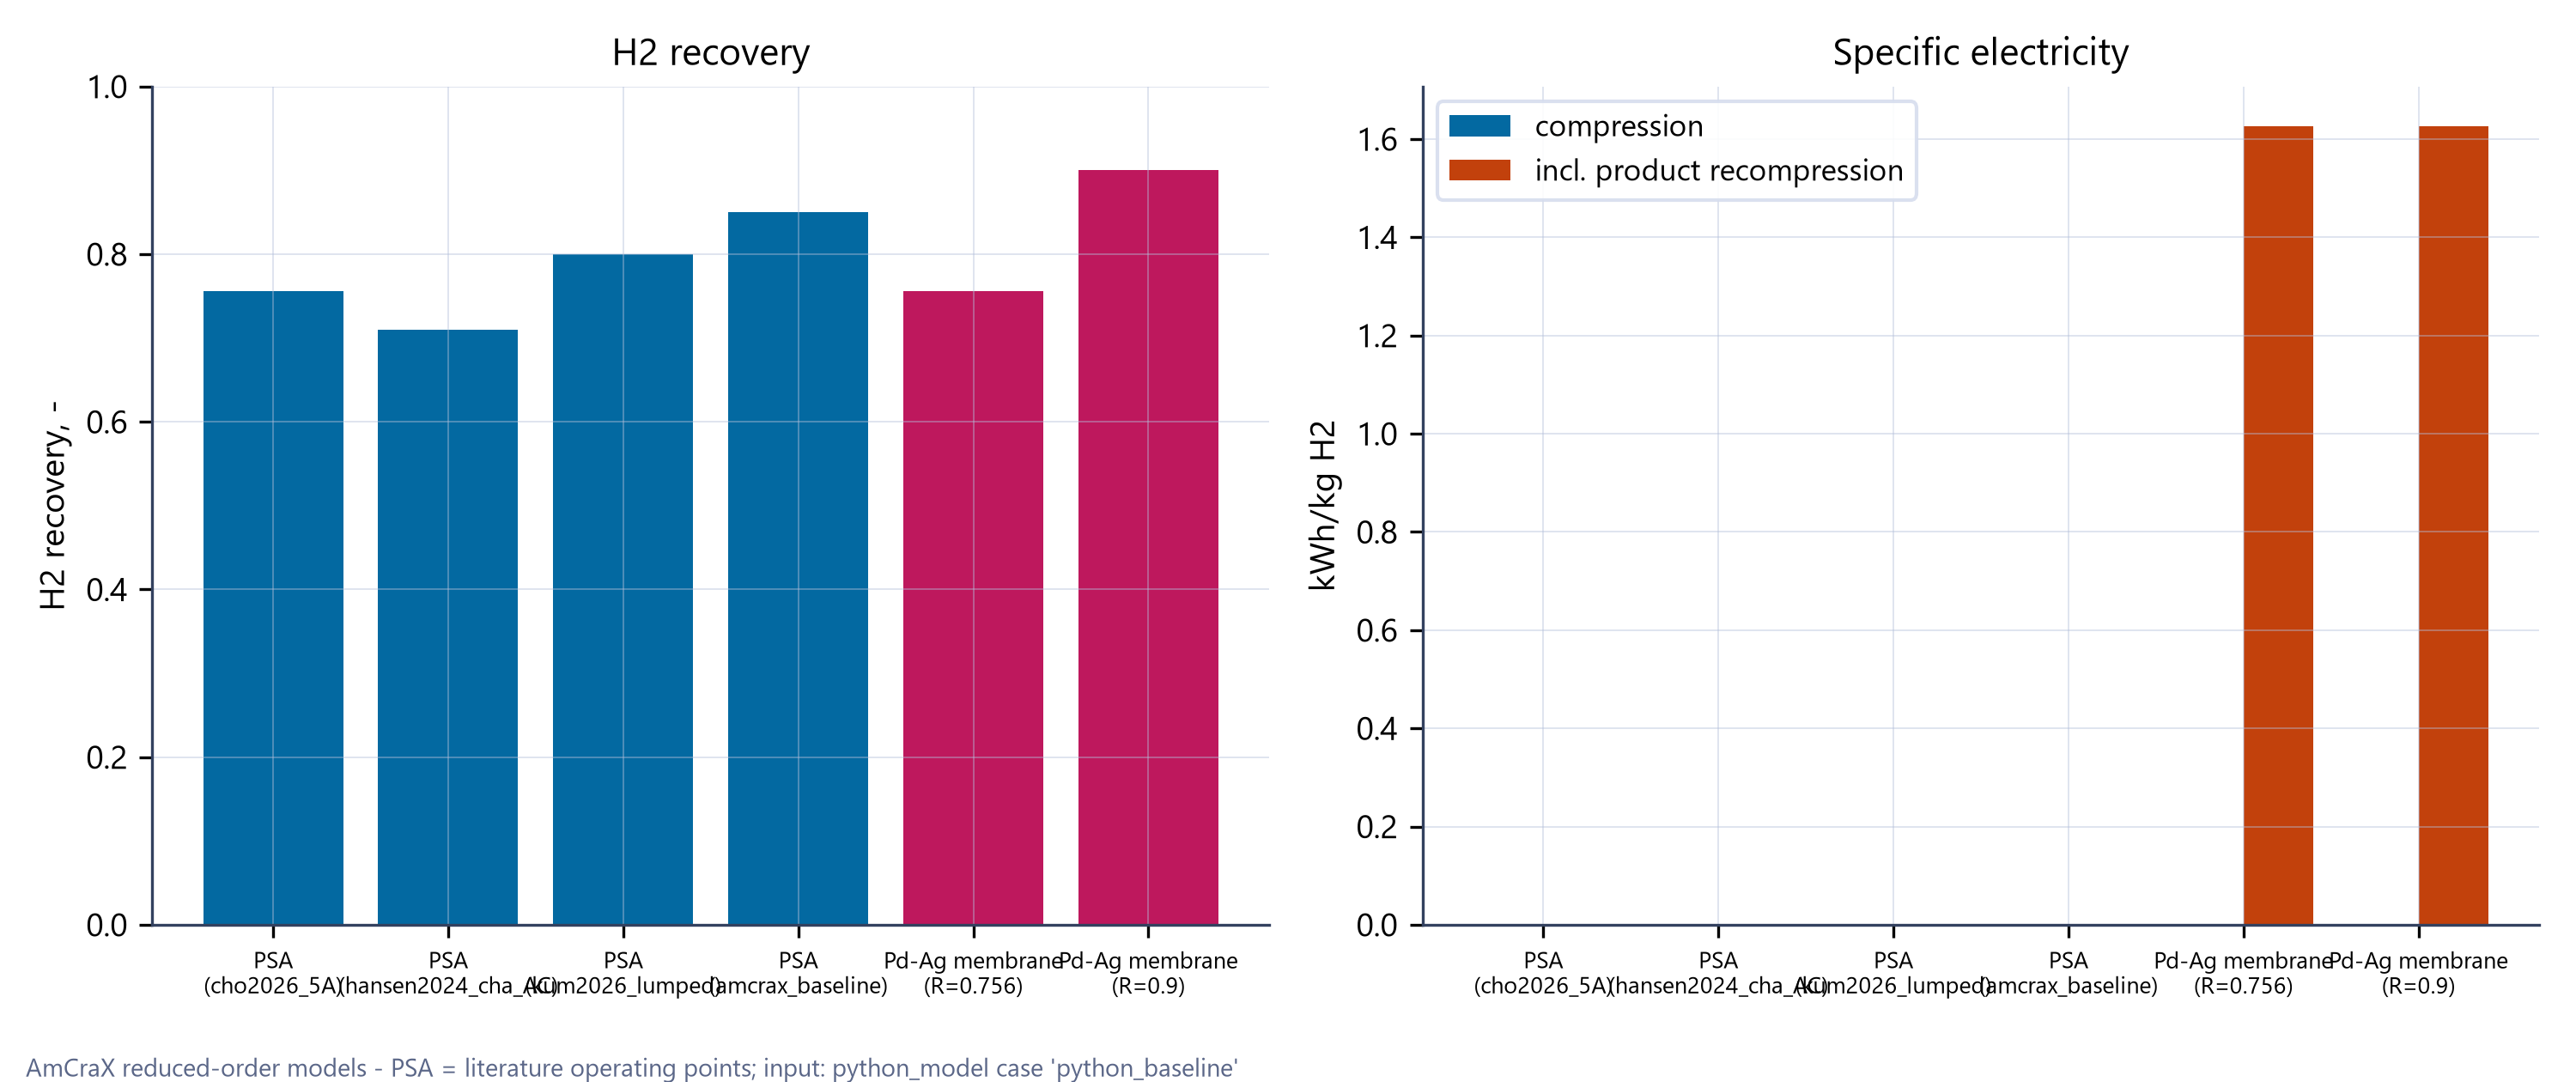 H2 recovery
H2 recovery, -
1.0
0.8
0.6
0.4
0.2
0.0
PSA
(cho2026_5A)
PSA
(hansen2024_cha_AC)
PSA
(kum2026_lumped)
PSA
(amcrax_baseline)
Pd-Ag membrane
(R=0.756)
Pd-Ag membrane
(R=0.9)
Specific electricity
kWh/kg H2
compression
incl. product recompression
1.6
1.4
1.2
1.0
0.8
0.6
0.4
0.2
0.0
PSA
(cho2026_5A)
PSA
(hansen2024_cha_AC)
PSA
(kum2026_lumped)
PSA
(amcrax_baseline)
Pd-Ag membrane
(R=0.756)
Pd-Ag membrane
(R=0.9)
AmCraX reduced-order models - PSA = literature operating points; input: python_model case 'python_baseline'